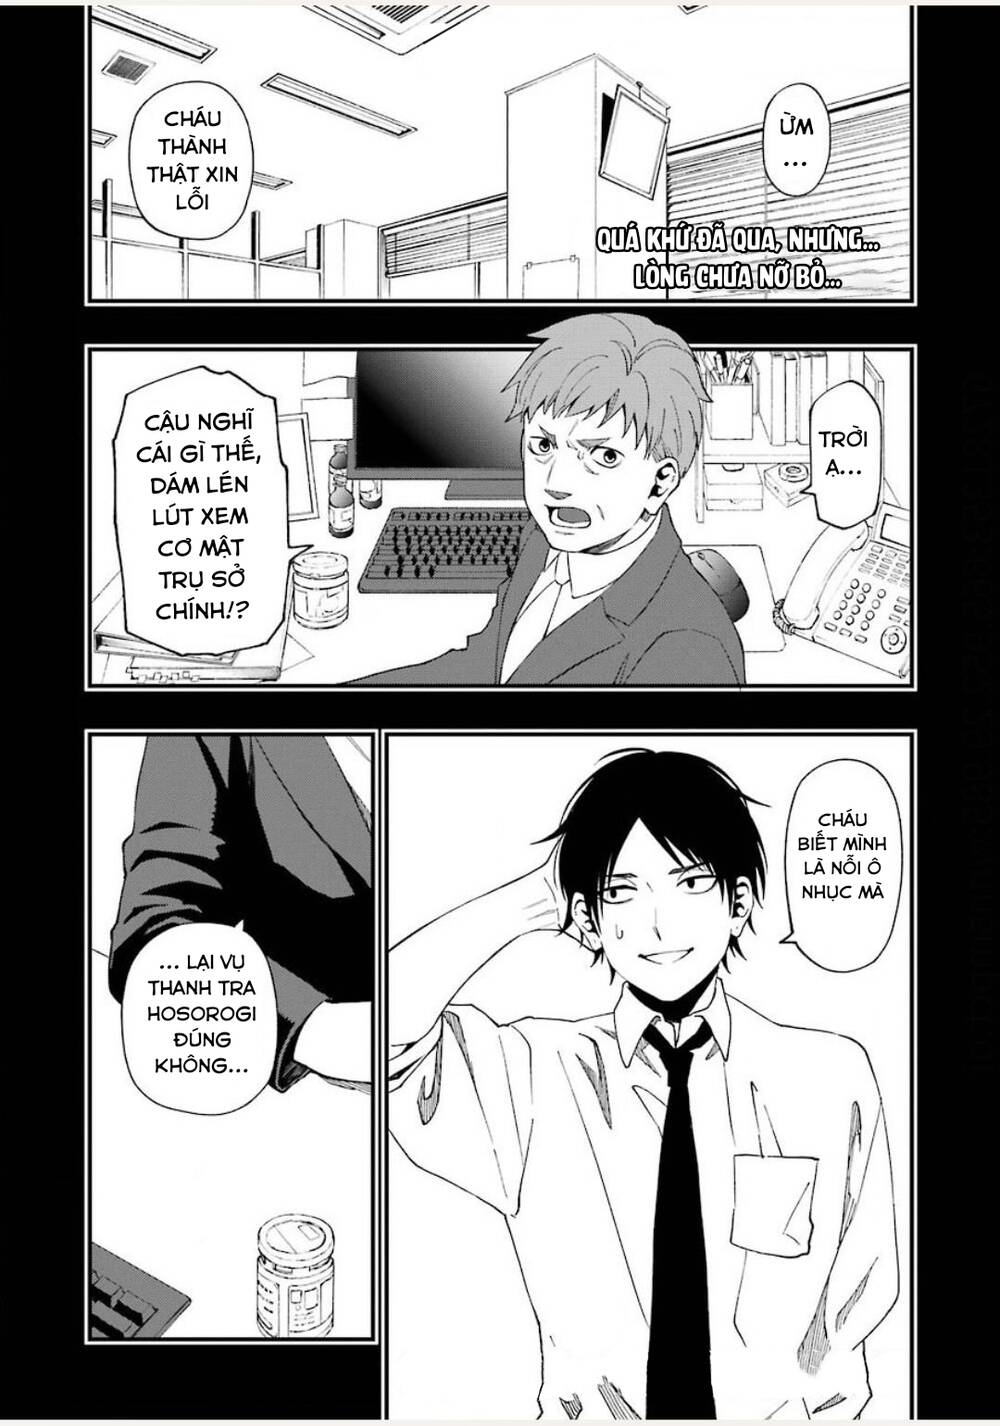 ỪM
...
QUÁ KHỨ ĐÃ QUA, NHƯNG...
LÒNG CHƯA NỠ BỎ...
CHÁU
THÀNH
THẬT XIN
LỖI
TRỜI
Ạ...
CẬU NGHĨ
CÁI GÌ THẾ,
DÁM LÉN
LÚT XEM
CƠ MẬT
TRỤ SỞ
CHÍNH!?
CHÁU
BIẾT MÌNH
LÀ NỖI Ô
NHỤC MÀ
... LẠI VỤ
THANH TRA
HOSOROGI
ĐÚNG
KHÔNG...